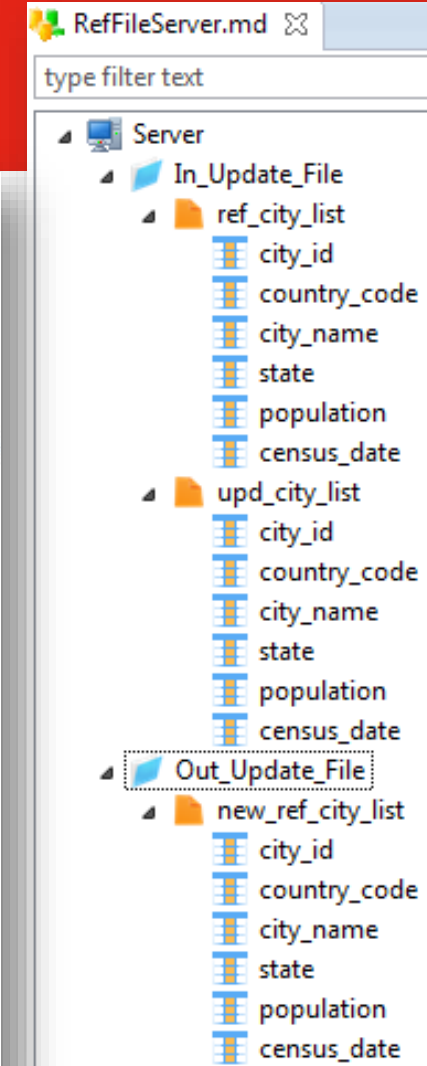 RefFileServer.md
type filter text
Server
In_Update_File
ref_city_list
city_id
country_code
city_name
state
population
census_date
upd_city_list
city_id
country_code
city_name
state
population
census_date
Out_Update_File
new_ref_city_list
city_id
country_code
city_name
state
population
census_date